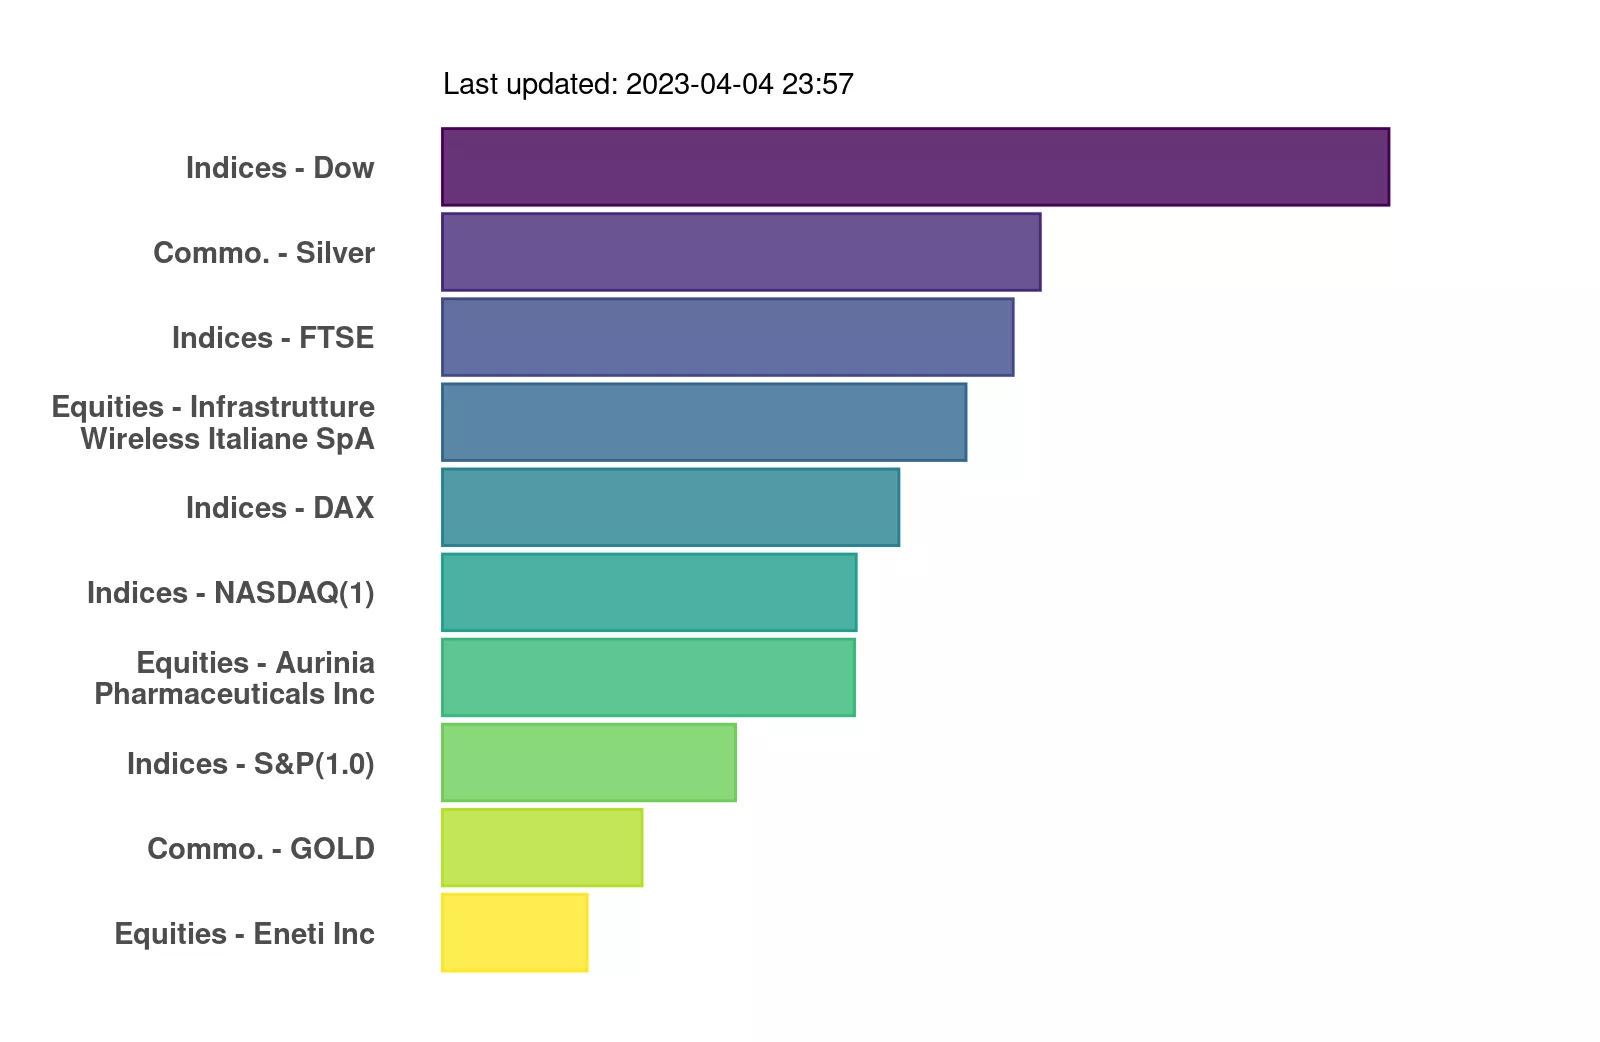 Last updated: 2023-04-04 23:57
Indices - Dow
Commo. - Silver
Indices - FTSE
Equities - Infrastrutture
Wireless Italiane SpA
Indices - DAX
Indices - NASDAQ(1)
Equities - Aurinia
Pharmaceuticals Inc
Indices - S&P(1.0)
Commo. - GOLD
Equities - Eneti Inc